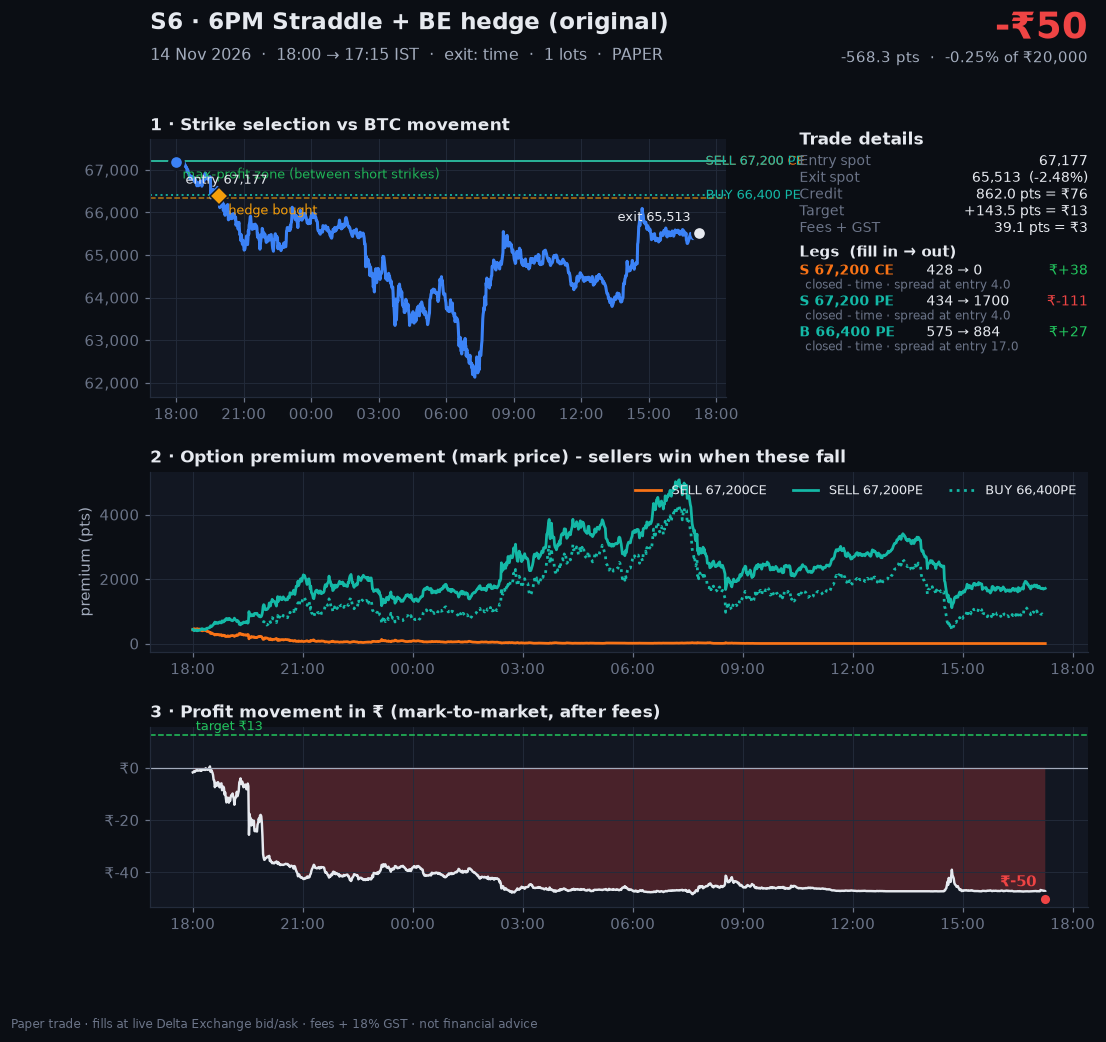 S6 · 6PM Straddle + BE hedge (original)
-₹50
14 Nov 2026 · 18:00 → 17:15 IST · exit: time · 1 lots · PAPER
-568.3 pts · -0.25% of ₹20,000
1 · Strike selection vs BTC movement
67,000
66,000
65,000
64,000
63,000
62,000
max-profit zone (between short strikes)
entry 67,177
hedge bought
exit 65,513
SELL 67,200 PE
BUY 66,400 PE
18:00 21:00 00:00 03:00 06:00 09:00 12:00 15:00 18:00
Trade details
Entry spot 67,177
Exit spot 65,513 (-2.48%)
Credit 862.0 pts = ₹76
Target +143.5 pts = ₹13
Fees + GST 39.1 pts = ₹3
Legs (fill in → out)
S 67,200 CE 428 → 0 ₹+38
closed - time · spread at entry 4.0
S 67,200 PE 434 → 1700 ₹-111
closed - time · spread at entry 4.0
B 66,400 PE 575 → 884 ₹+27
closed - time · spread at entry 17.0
2 · Option premium movement (mark price) - sellers win when these fall
SELL 67,200CE SELL 67,200PE BUY 66,400PE
premium (pts)
4000
2000
0
18:00 21:00 00:00 03:00 06:00 09:00 12:00 15:00 18:00
3 · Profit movement in ₹ (mark-to-market, after fees)
target ₹13
₹0
₹-20
₹-40
₹-50
18:00 21:00 00:00 03:00 06:00 09:00 12:00 15:00 18:00
Paper trade · fills at live Delta Exchange bid/ask · fees + 18% GST · not financial advice